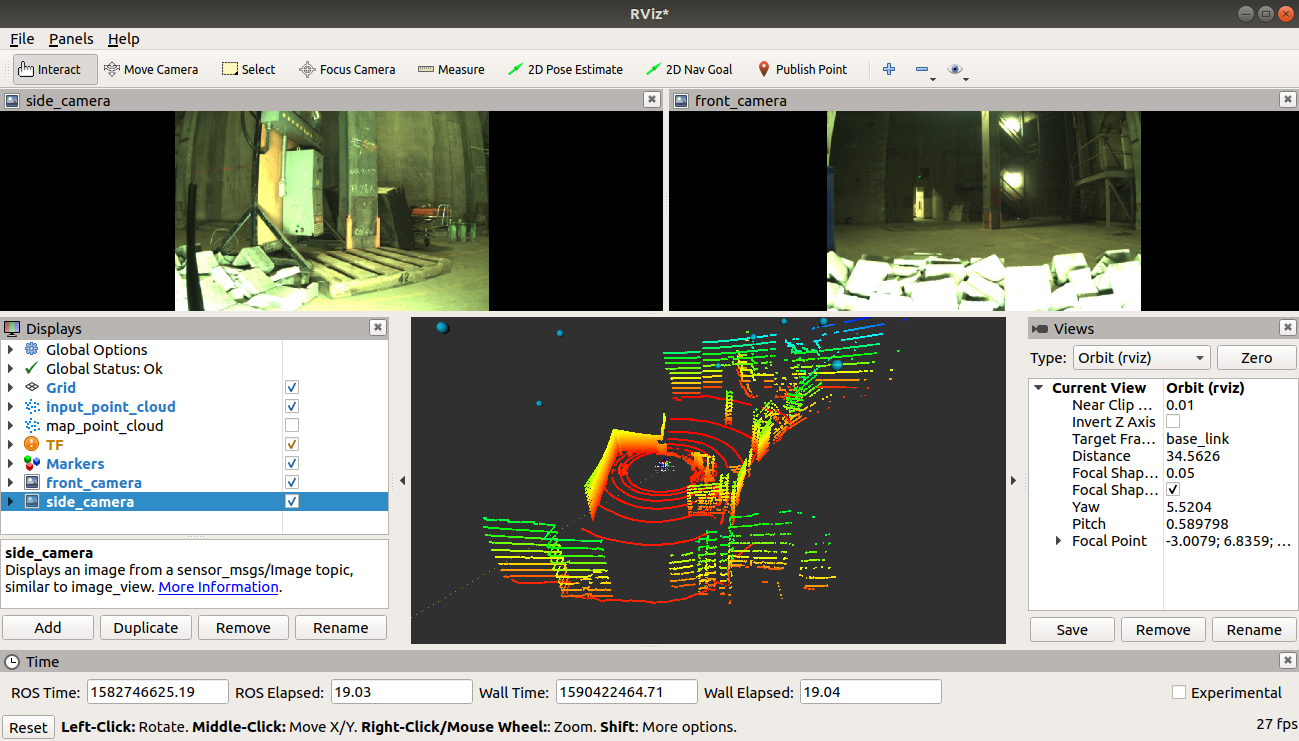 RViz*
File Panels Help
Interact Move Camera Select Focus Camera Measure 2D Pose Estimate 2D Nav Goal Publish Point
side_camera
front_camera
Displays
Global Options
Global Status: Ok
Grid
input_point_cloud
map_point_cloud
TF
Markers
front_camera
side_camera
side_camera
Displays an image from a sensor_msgs/Image topic,
similar to image_view. More Information.
Add Duplicate Remove Rename
Views
Type: Orbit (rviz) Zero
Current View Orbit (rviz)
Near Clip ... 0.01
Invert Z Axis
Target Fra... base_link
Distance 34.5626
Focal Shap... 0.05
Focal Shap...
Yaw 5.5204
Pitch 0.589798
Focal Point -3.0079; 6.8359; ...
Save Remove Rename
Time
ROS Time: 1582746625.19 ROS Elapsed: 19.03 Wall Time: 1590422464.71 Wall Elapsed: 19.04 Experimental
Reset Left-Click: Rotate. Middle-Click: Move X/Y. Right-Click/Mouse Wheel:: Zoom. Shift: More options. 27 fps